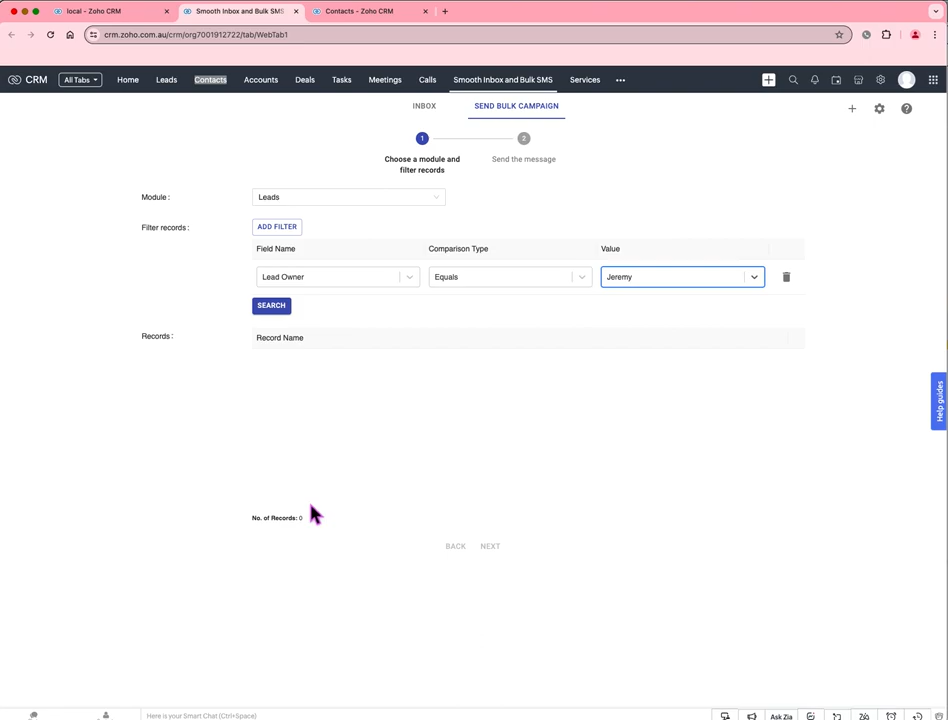 local - Zoho CRM
Smooth Inbox and Bulk SMS
Contacts - Zoho CRM
crm.zoho.com.au/crm/org7001912722/tab/WebTab1
CRM
All Tabs
Home
Leads
Contacts
Accounts
Deals
Tasks
Meetings
Calls
Smooth Inbox and Bulk SMS
Services
INBOX
SEND BULK CAMPAIGN
1
2
Choose a module and
filter records
Send the message
Module :
Leads
Filter records :
ADD FILTER
Field Name
Comparison Type
Value
Lead Owner
Equals
Jeremy
SEARCH
Records :
Record Name
Help guides
No. of Records: 0
BACK
NEXT
Here is your Smart Chat (Ctrl+Space)
Ask Zia